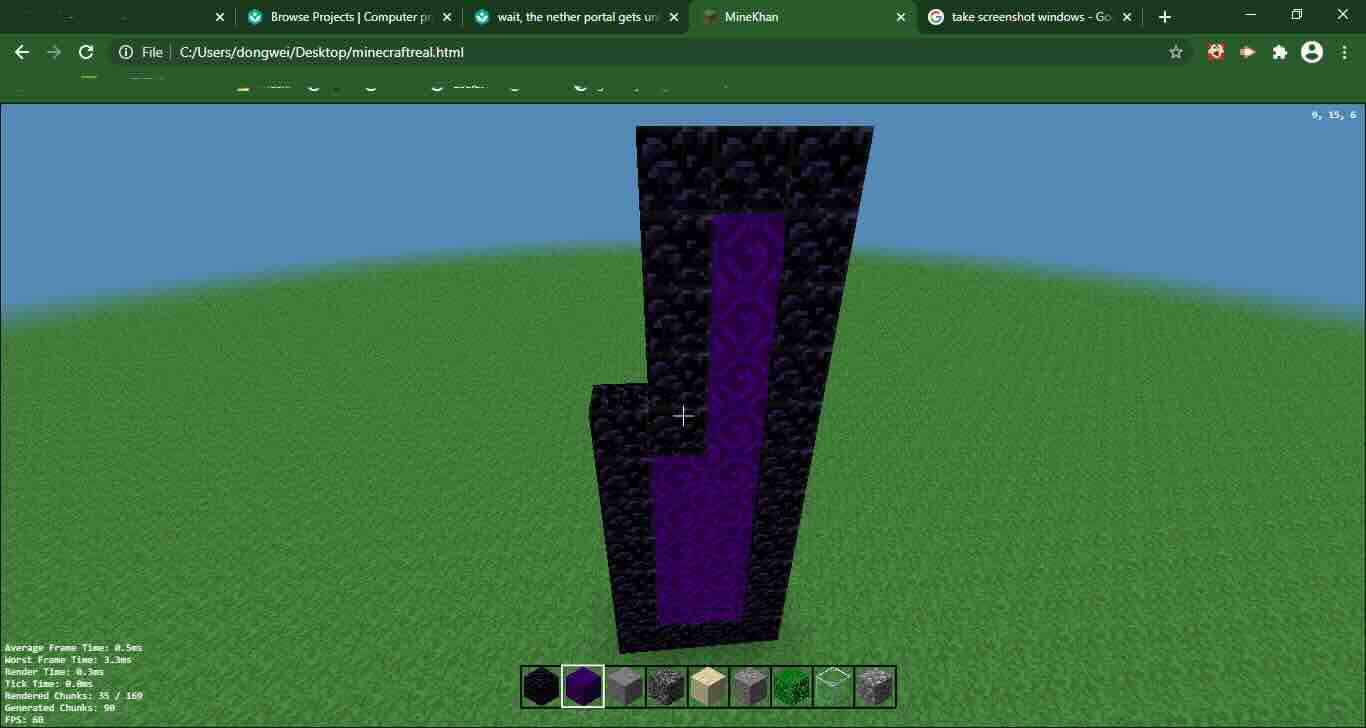 Browse Projects | Computer pr
wait, the nether portal gets un
MineKhan
take screenshot windows - Go
File
C:/Users/dongwei/Desktop/minecraftreal.html
9, 15, 6
Average Frame Time: 0.5ms
Worst Frame Time: 3.3ms
Render Time: 0.3ms
Tick Time: 0.0ms
Rendered Chunks: 35 / 169
Generated Chunks: 90
FPS: 60